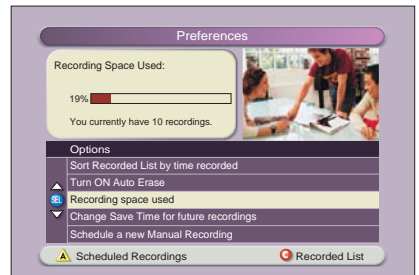 Preferences
Recording Space Used:
19%
You currently have 10 recordings.
Options
Sort Recorded List by time recorded
Turn ON Auto Erase
SEL
Recording space used
Change Save Time for future recordings
Schedule a new Manual Recording
A Scheduled Recordings
C Recorded List